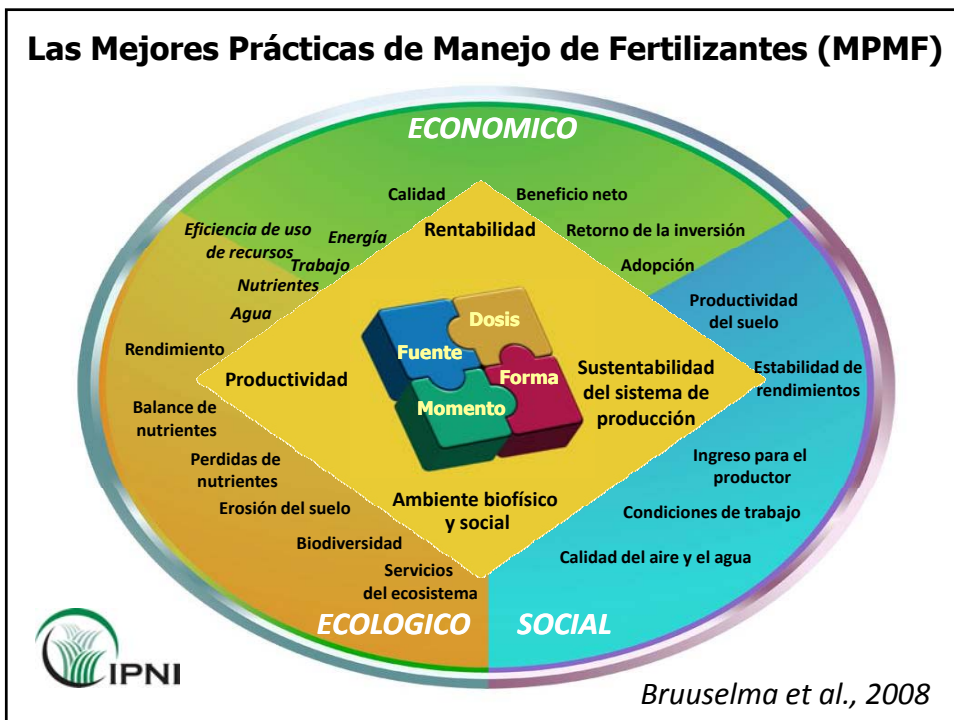 Las Mejores Prácticas de Manejo de Fertilizantes (MPMF)
ECONOMICO
Calidad
Beneficio neto
Eficiencia de uso
de recursos
Energía
Rentabilidad
Retorno de la inversión
Trabajo
Adopción
Nutrientes
Agua
Productividad
del suelo
Dosis
Fuente
Forma
Momento
Rendimiento
Productividad
Sustentabilidad
del sistema de
producción
Estabilidad de
rendimientos
Balance de
nutrientes
Perdidas de
nutrientes
Ingreso para el
productor
Erosión del suelo
Ambiente biofísico
y social
Condiciones de trabajo
Biodiversidad
Calidad del aire y el agua
Servicios
del ecosistema
ECOLOGICO
SOCIAL
IPNI
Bruuselma et al., 2008